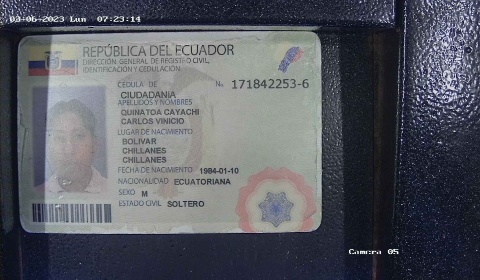 03-06-2023 Lun 07:23:14
REPÚBLICA DEL ECUADOR
DIRECCIÓN GENERAL DE REGISTRO CIVIL,
IDENTIFICACIÓN Y CEDULACIÓN
CÉDULA DE No. 171842253-6
CIUDADANÍA
APELLIDOS Y NOMBRES
QUINATOA CAYACHI
CARLOS VINICIO
LUGAR DE NACIMIENTO
BOLIVAR
CHILLANES
CHILLANES
FECHA DE NACIMIENTO 1984-01-10
NACIONALIDAD ECUATORIANA
SEXO M
ESTADO CIVIL SOLTERO
Camera 05